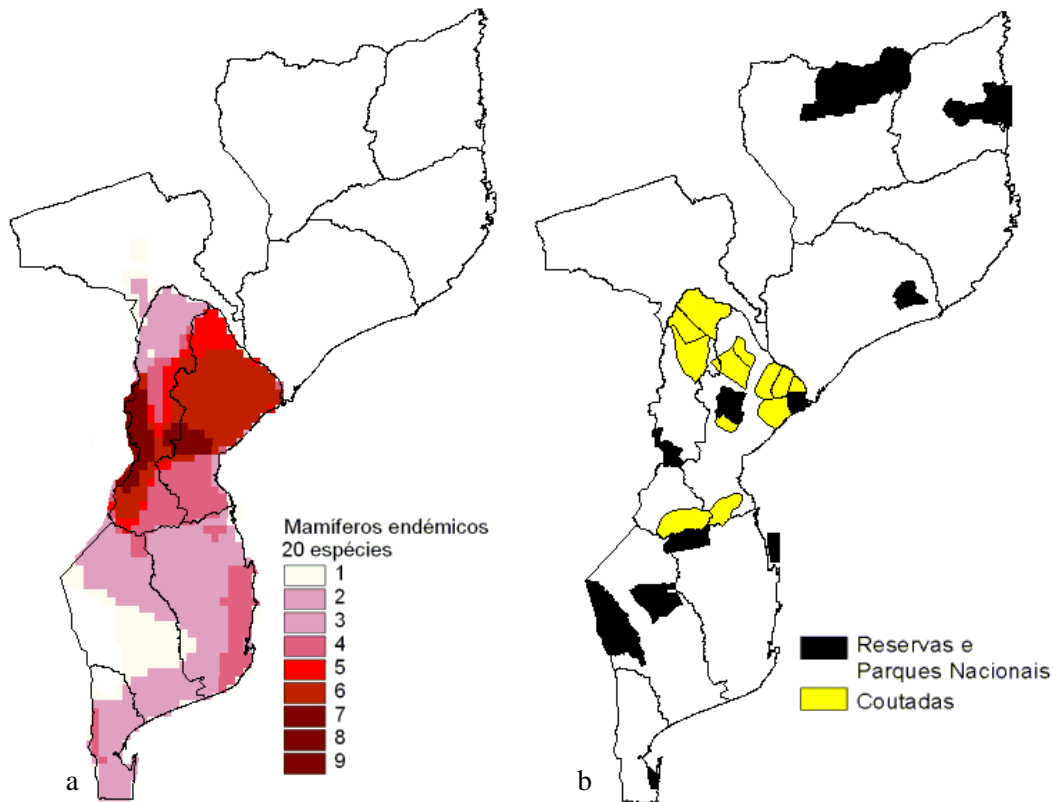 Mamíferos endémicos
20 espécies
1
2
3
4
5
6
7
8
9
a
Reservas e
Parques Nacionais
Coutadas
b